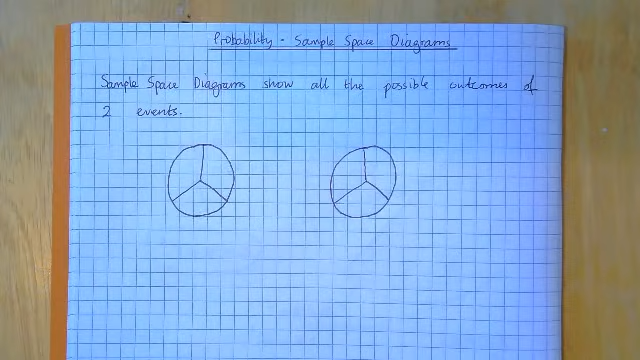 Probability - Sample Space Diagrams
Sample Space Diagrams show all the possible outcomes of
2 events.